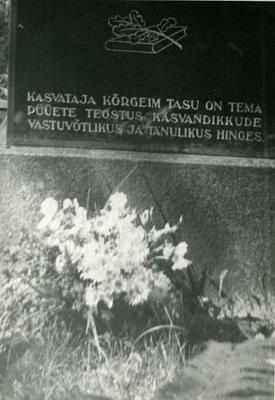 KASVATAJA KÕRGEIM TASU ON TEMA
PÜÜETE TEOSTUS KASVANDIKKUDE
VASTUVÕTLIKUS JA TÄNULIKUS HINGES.